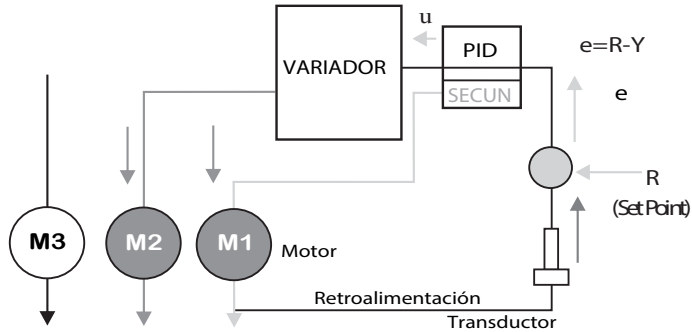 u
PID
e=R-Y
VARIADOR
SECUN
e
R
(Set Point)
M3
M2
M1
Motor
Retroalimentación
Transductor